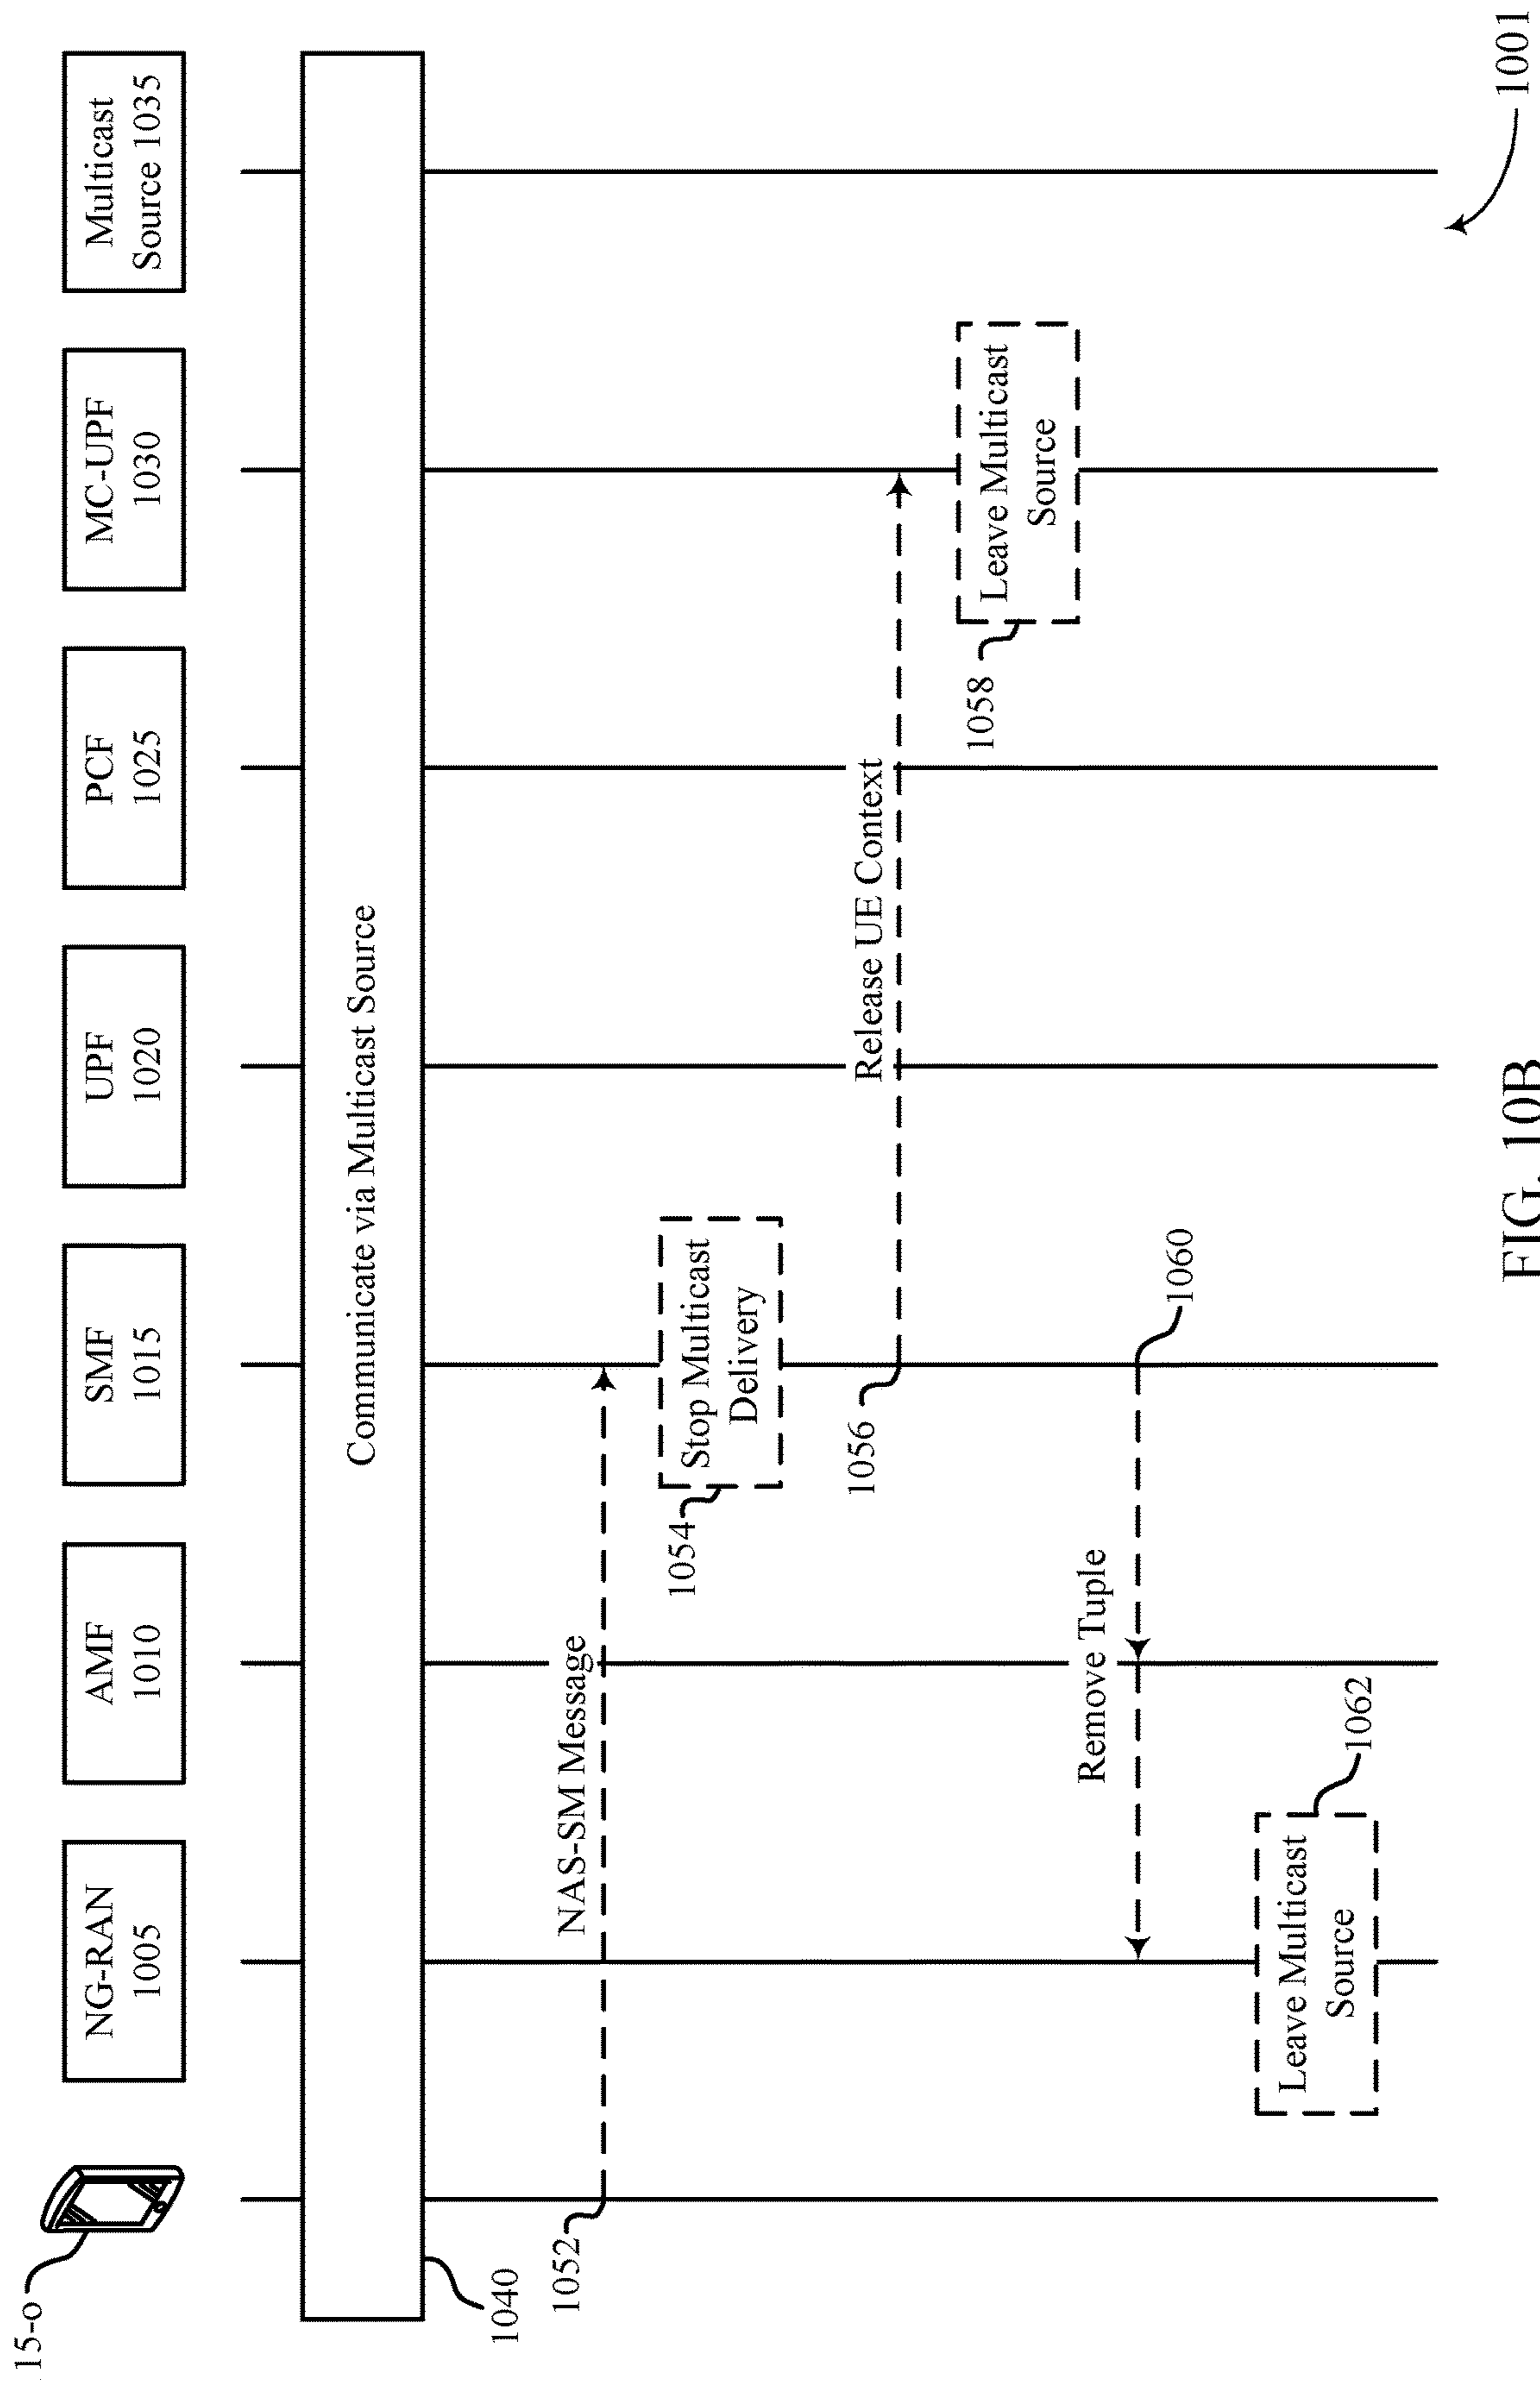 15-o
NG-RAN
1005
AMF
1010
SMF
1015
UPF
1020
PCF
1025
MC-UPF
1030
Multicast
Source 1035
Communicate via Multicast Source
1040
NAS-SM Message
1052
Stop Multicast
Delivery
1054
Release UE Context
1056
Leave Multicast
Source
1058
Remove Tuple
1060
Leave Multicast
Source
1062
1001
FIG. 10B